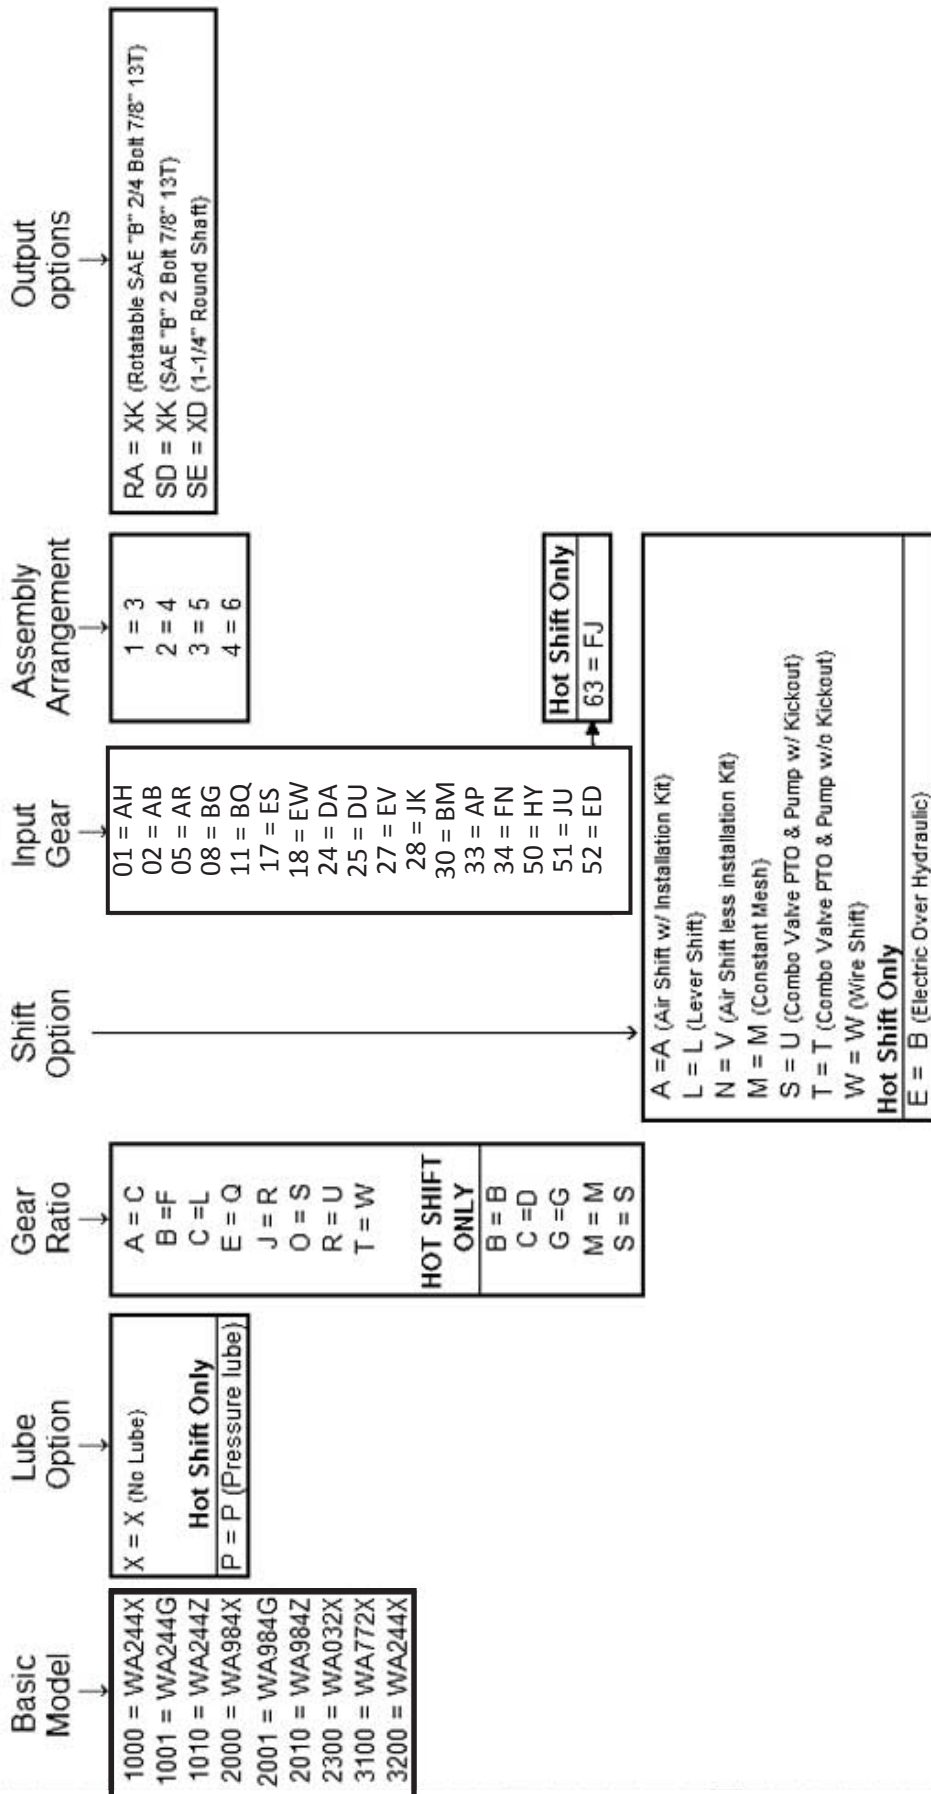 Basic
Model
1000 = WA244X
1001 = WA244G
1010 = WA244Z
2000 = WA984X
2001 = WA984G
2010 = WA984Z
2300 = WA032X
3100 = WA772X
3200 = WA244X
Lube
Option
X = X (No Lube)
Hot Shift Only
P = P (Pressure lube)
Gear
Ratio
A = C
B =F
C =L
E = Q
J = R
O = S
R = U
T = W
HOT SHIFT
ONLY
B = B
C =D
G =G
M = M
S = S
Shift
Option
A =A (Air Shift w/ Installation Kit)
L = L (Lever Shift)
N = V (Air Shift less installation Kit)
M = M (Constant Mesh)
S = U (Combo Valve PTO & Pump w/ Kickout)
T = T (Combo Valve PTO & Pump w/o Kickout)
W = W (Wire Shift)
Hot Shift Only
E = B (Electric Over Hydraulic)
Input
Gear
01 = AH
02 = AB
05 = AR
08 = BG
11 = BQ
17 = ES
18 = EW
24 = DA
25 = DU
27 = EV
28 = JK
30 = BM
33 = AP
34 = FN
50 = HY
51 = JU
52 = ED
Hot Shift Only
63 = FJ
Assembly
Arrangement
1 = 3
2 = 4
3 = 5
4 = 6
Output
options
RA = XK (Rotatable SAE "B" 2/4 Bolt 7/8" 13T)
SD = XK (SAE "B" 2 Bolt 7/8" 13T)
SE = XD (1-1/4" Round Shaft)